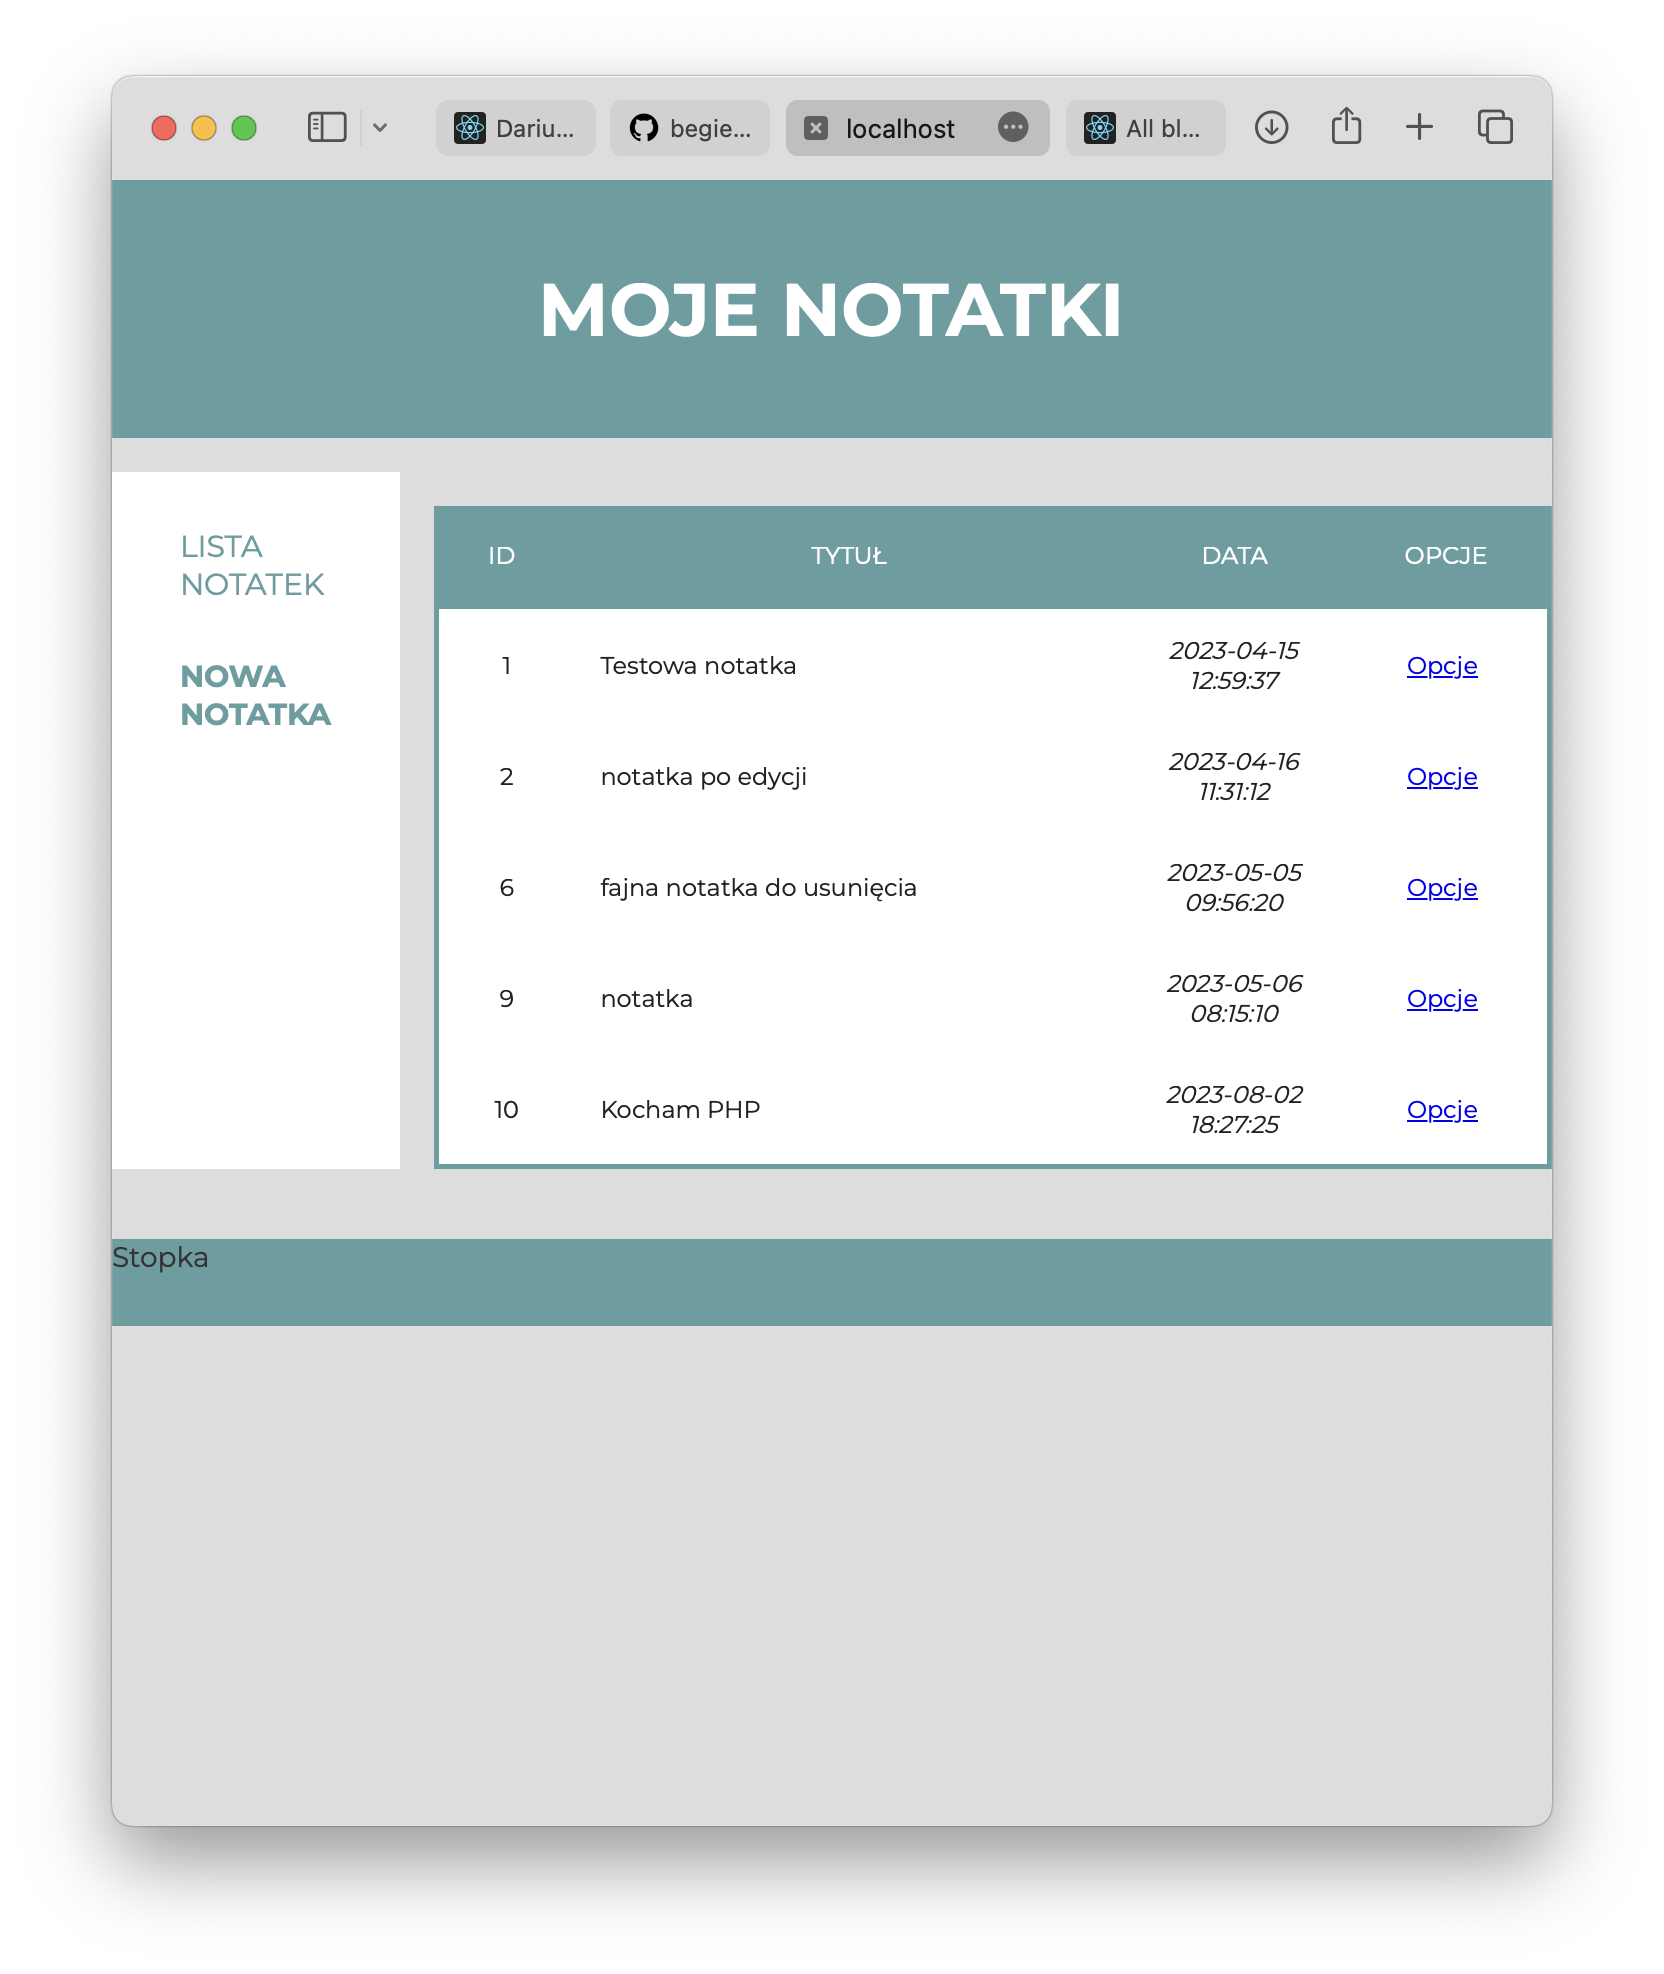 Dariu... begie... localhost All bl...
MOJE NOTATKI
LISTA
NOTATEK
NOWA
NOTATKA
ID TYTUŁ DATA OPCJE
1 Testowa notatka 2023-04-15 12:59:37 Opcje
2 notatka po edycji 2023-04-16 11:31:12 Opcje
6 fajna notatka do usunięcia 2023-05-05 09:56:20 Opcje
9 notatka 2023-05-06 08:15:10 Opcje
10 Kocham PHP 2023-08-02 18:27:25 Opcje
Stopka